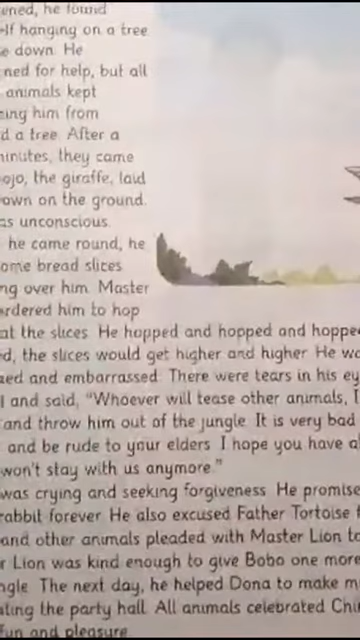 ened, he found
elf hanging on a tree
e down. He
ned for help, but all
animals kept
cing him from
d a tree. After a
minutes, they came
ojo, the giraffe, laid
own on the ground.
as unconscious.
he came round, he
ome bread slices
ng over him. Master
rdered him to hop
at the slices. He hopped and hopped and hoppe
ed, the slices would get higher and higher. He wa
ed and embarrassed. There were tears in his ey
l and said, "Whoever will tease other animals, I
and throw him out of the jungle. It is very bad
and be rude to your elders. I hope you have al
won't stay with us anymore."
was crying and seeking forgiveness. He promise
rabbit forever. He also excused Father Tortoise f
and other animals pleaded with Master Lion to
r Lion was kind enough to give Bobo one more
ngle. The next day, he helped Dona to make m
ating the party hall. All animals celebrated Chu
fun and pleasure.